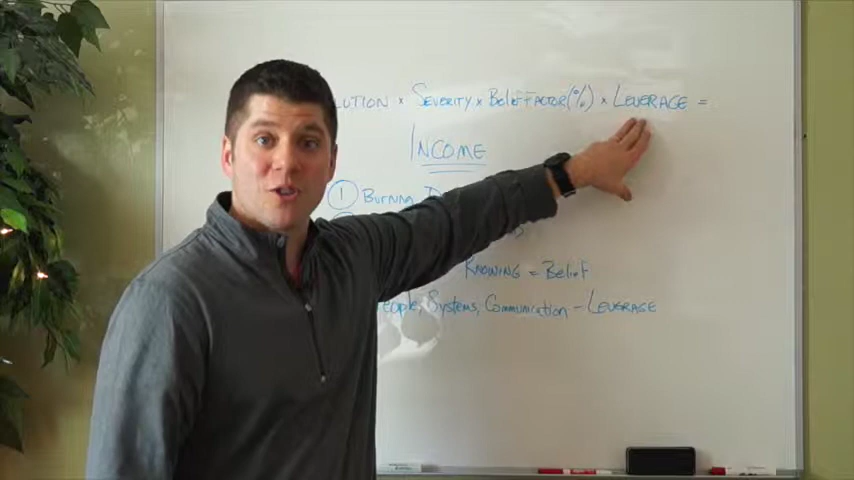 LUTION × SEVERITY × BELIEF FACTOR (%) × LEVERAGE =
INCOME
① BURNING
KNOWING = BELIEF
People, Systems, Communication - LEVERAGE